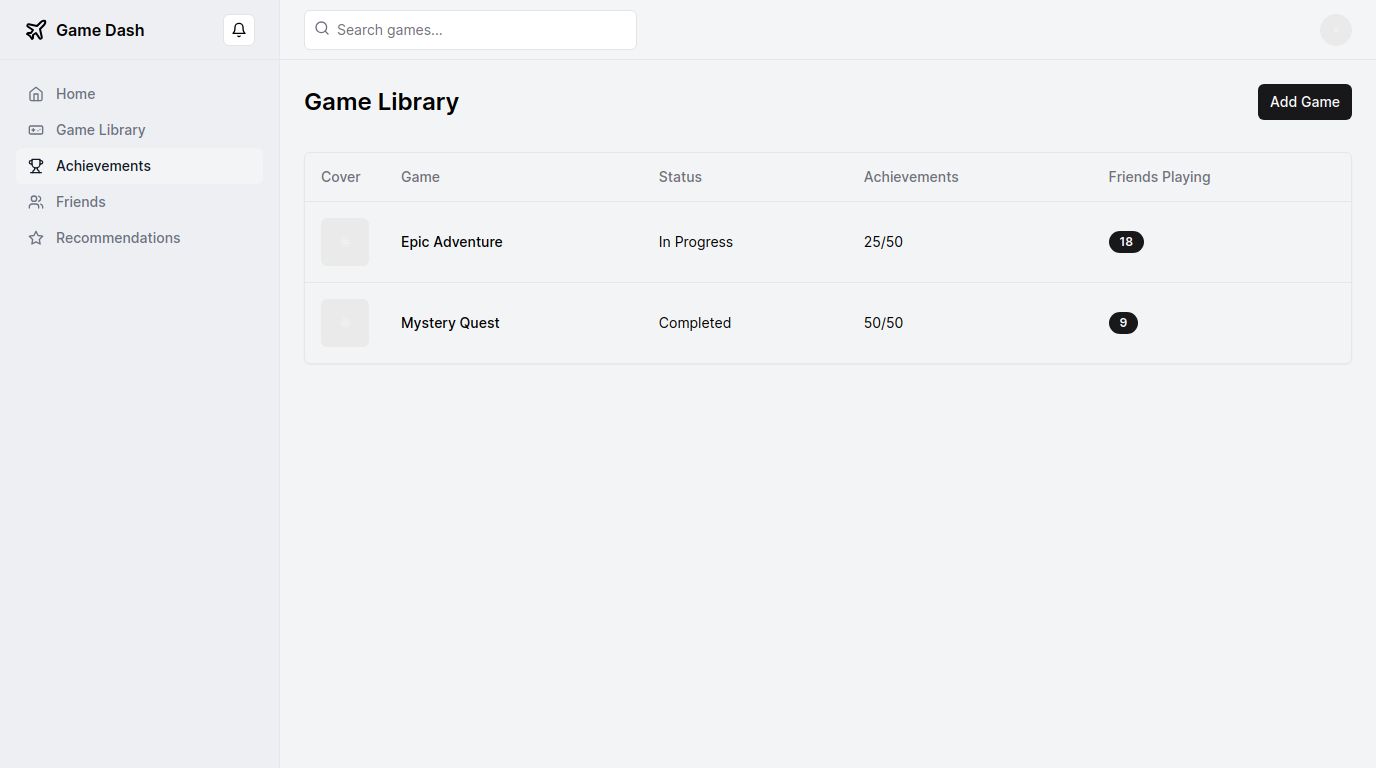 Game Dash
Search games...
Home
Game Library
Achievements
Friends
Recommendations
Game Library
Add Game
Cover Game Status Achievements Friends Playing
Epic Adventure In Progress 25/50 18
Mystery Quest Completed 50/50 9